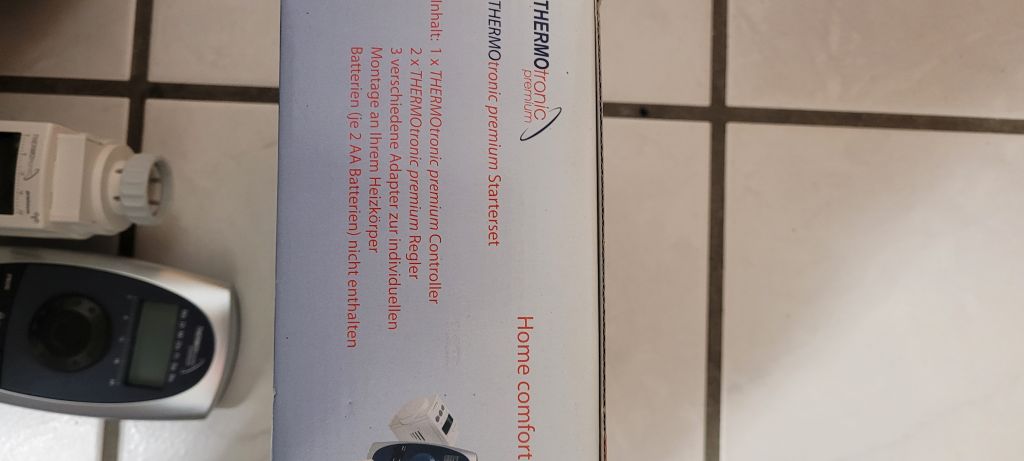 THERMOtronic
premium
Home comfort
THERMOtronic premium Starterset
Inhalt: 1 x THERMOtronic premium Controller
2 x THERMOtronic premium Regler
3 verschiedene Adapter zur individuellen
Montage an Ihrem Heizkörper
Batterien (je 2 AA Batterien) nicht enthalten